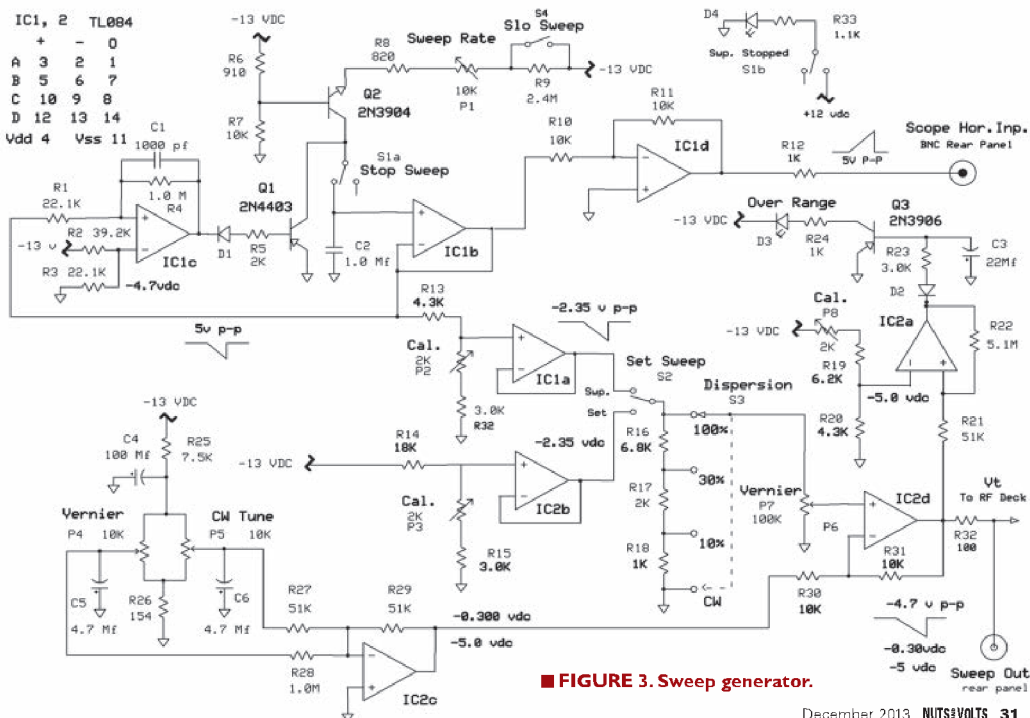 IC1, 2 TL084
+ - O
A 3 2 1
B 5 6 7
C 10 9 8
D 12 13 14
Vdd 4 Vss 11
-13 VDC
R6
910
R7
10K
R8
820
Sweep Rate
10K
P1
S4
Slo Sweep
R9
2.4M
-13 VDC
Q2
2N3904
D4
Swp. Stopped
S1b
R33
1.1K
+12 vdc
C1
1000 pf
1.0 M
R4
R1
22.1K
-13 v
R2 39.2K
R3 22.1K
-4.7vdc
IC1c
D1
R5
2K
Q1
2N4403
S1a
Stop Sweep
C2
1.0 Mf
IC1b
R10
10K
R11
10K
IC1d
5V P-P
R12
1K
Scope Hor.Inp.
BNC Rear Panel
Over Range
-13 VDC
D3
R24
1K
Q3
2N3906
R23
3.0K
C3
22Mf
D2
IC2a
R22
5.1M
Cal.
P8
-13 VDC
2K
R19
6.2K
-5.0 vdc
R20
4.3K
R21
51K
5v p-p
R13
4.3K
Cal.
2K
P2
3.0K
R32
IC1a
-2.35 v p-p
Set Sweep
S2
Swp.
Set
Dispersion
S3
100%
R16
6.8K
30%
R17
2K
10%
R18
1K
CW
-13 VDC
R14
18K
-2.35 vdc
IC2b
Cal.
2K
P3
R15
3.0K
Vernier
P7
100K
P6
IC2d
Vt
To RF Deck
R32
100
-13 VDC
C4
100 Mf
R25
7.5K
Vernier
P4 10K
CW Tune
P5 10K
C5
4.7 Mf
R26
154
C6
4.7 Mf
R27
51K
R29
51K
-0.300 vdc
-5.0 vdc
R28
1.0M
IC2c
R30
10K
R31
10K
-4.7 v p-p
-0.30vdc
-5 vdc
Sweep Out
rear panel
■ FIGURE 3. Sweep generator.
December 2013 NUTS&VOLTS 31